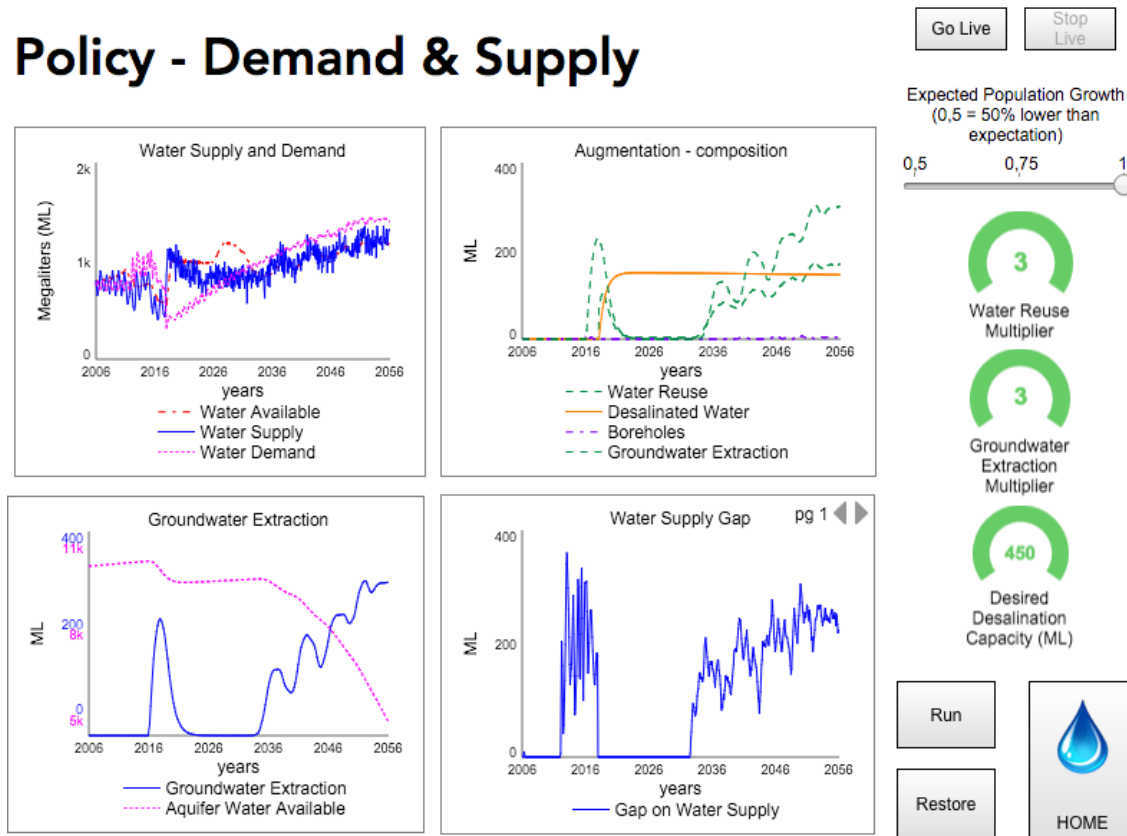 Policy - Demand & Supply
Go Live
Stop
Live
Expected Population Growth
(0,5 = 50% lower than
expectation)
0,5 0,75 1
Water Supply and Demand
Megaliters (ML)
2k
1k
0
2006 2016 2026 2036 2046 2056
years
Water Available
Water Supply
Water Demand
Augmentation - composition
ML
400
200
0
2006 2016 2026 2036 2046 2056
years
Water Reuse
Desalinated Water
Boreholes
Groundwater Extraction
3
Water Reuse
Multiplier
3
Groundwater
Extraction
Multiplier
450
Desired
Desalination
Capacity (ML)
Groundwater Extraction
ML
400
11k
200
8k
0
5k
2006 2016 2026 2036 2046 2056
years
Groundwater Extraction
Aquifer Water Available
Water Supply Gap
pg 1
ML
400
200
0
2006 2016 2026 2036 2046 2056
years
Gap on Water Supply
Run
Restore
HOME